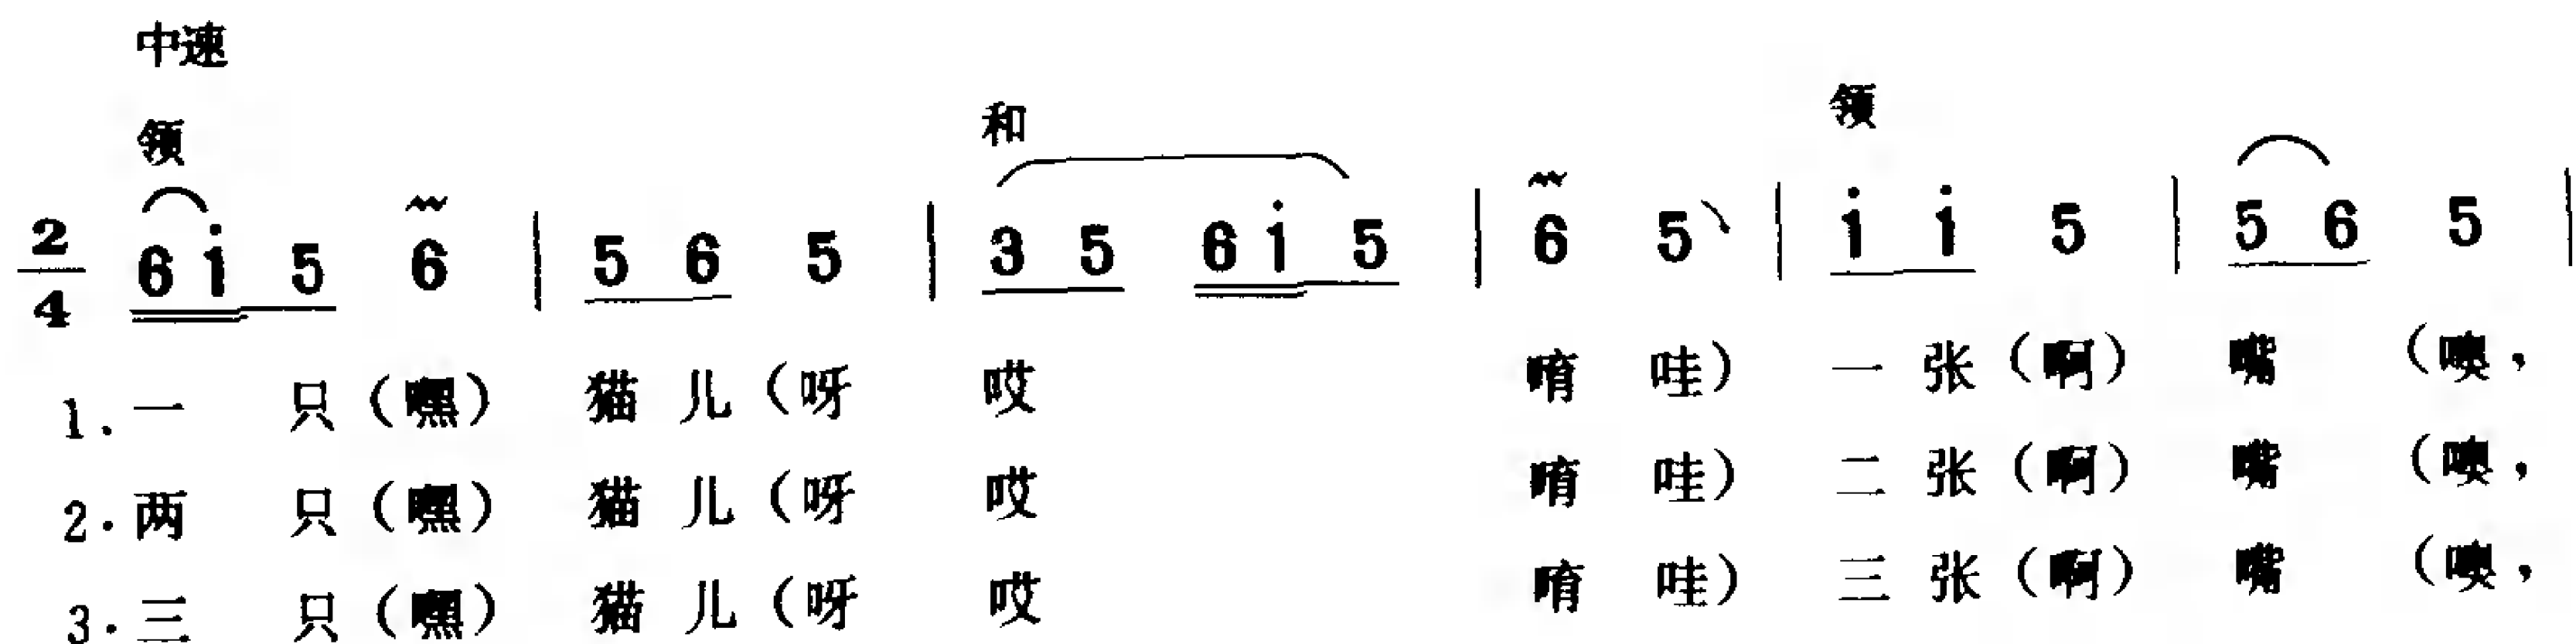 中速
领 和 领
2/4 6 i 5 6 | 5 6 5 | 3 5 6 i 5 | 6 5 | i i 5 | 5 6 5 |
1. 一 只（嘿） 猫 儿（呀 哎 唷 哇） 一 张（啊） 嘴 （噢，
2. 两 只（嘿） 猫 儿（呀 哎 唷 哇） 二 张（啊） 嘴 （噢，
3. 三 只（嘿） 猫 儿（呀 哎 唷 哇） 三 张（啊） 嘴 （噢，